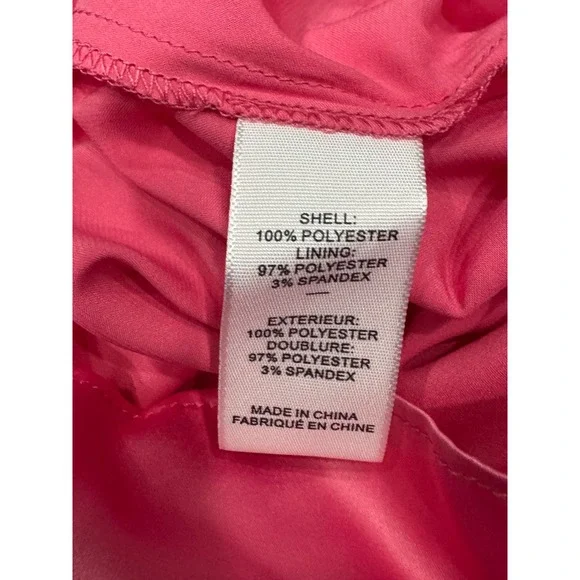 SHELL:
100% POLYESTER
LINING:
97% POLYESTER
3% SPANDEX
—
EXTERIEUR:
100% POLYESTER
DOUBLURE:
97% POLYESTER
3% SPANDEX
MADE IN CHINA
FABRIQUÉ EN CHINE